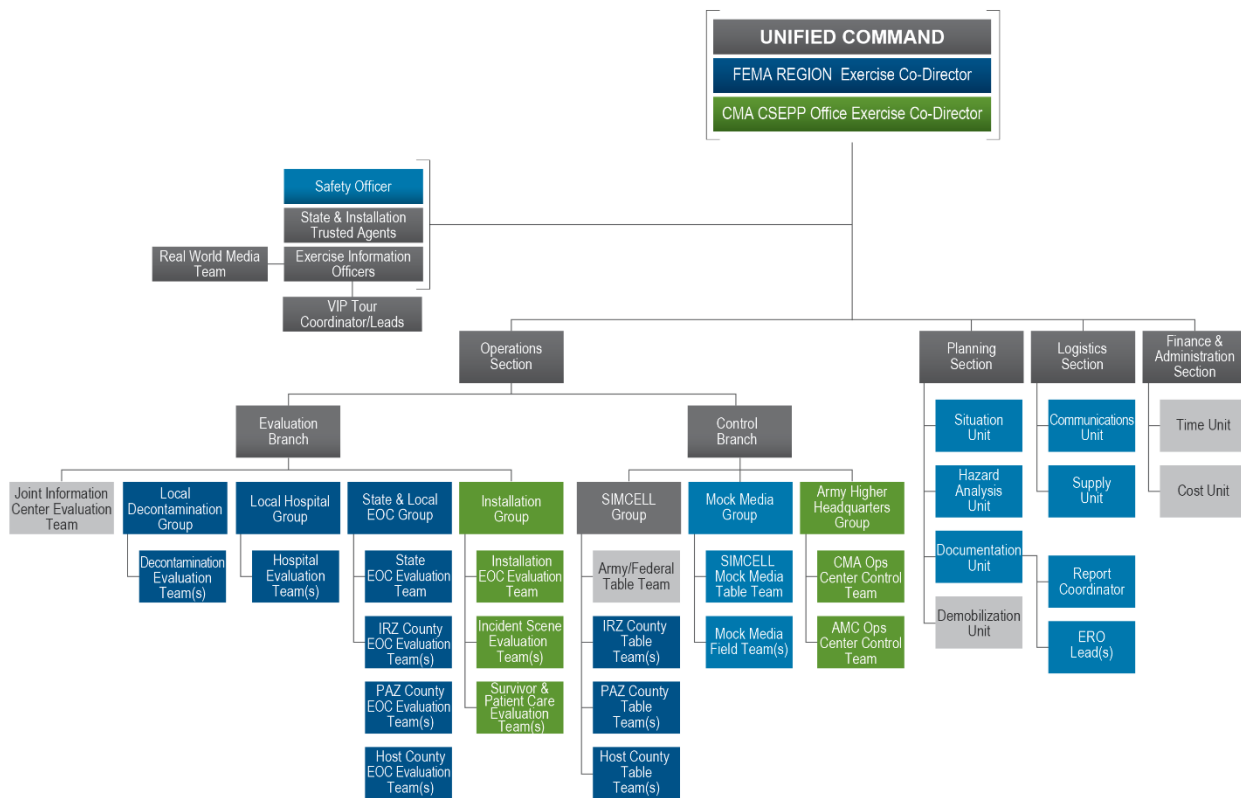 UNIFIED COMMAND
FEMA REGION Exercise Co-Director
CMA CSEPP Office Exercise Co-Director
Safety Officer
State & Installation
Trusted Agents
Real World Media
Team
Exercise Information
Officers
VIP Tour
Coordinator/Leads
Operations
Section
Planning
Section
Logistics
Section
Finance &
Administration
Section
Evaluation
Branch
Control
Branch
Joint Information
Center Evaluation
Team
Local
Decontamination
Group
Decontamination
Evaluation
Team(s)
Local Hospital
Group
Hospital
Evaluation
Team(s)
State & Local
EOC Group
State
EOC Evaluation
Team
IRZ County
EOC Evaluation
Team(s)
PAZ County
EOC Evaluation
Team(s)
Host County
EOC Evaluation
Team(s)
Installation
Group
Installation
EOC Evaluation
Team
Incident Scene
Evaluation
Team(s)
Survivor &
Patient Care
Evaluation
Team(s)
SIMCELL
Group
Army/Federal
Table Team
IRZ County
Table
Team(s)
PAZ County
Table
Team(s)
Host County
Table
Team(s)
Mock Media
Group
SIMCELL
Mock Media
Table Team
Mock Media
Field Team(s)
Army Higher
Headquarters
Group
CMA Ops
Center Control
Team
AMC Ops
Center Control
Team
Situation
Unit
Hazard
Analysis
Unit
Documentation
Unit
Demobilization
Unit
Communications
Unit
Supply
Unit
Report
Coordinator
ERO
Lead(s)
Time Unit
Cost Unit